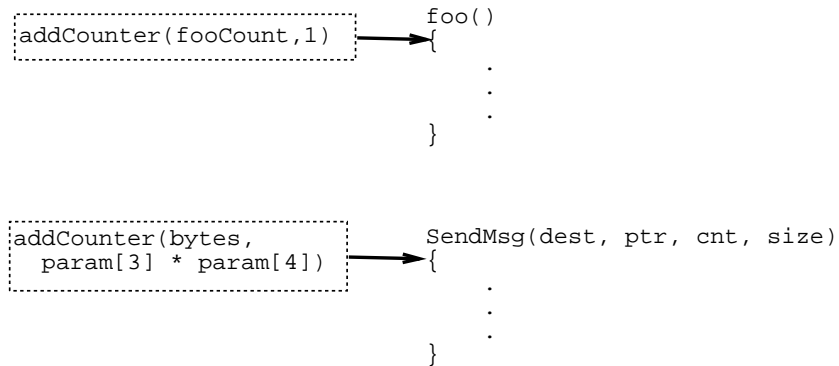 foo()
addCounter(fooCount,1)
{
.
.
.
}
addCounter(bytes,
param[3] * param[4])
SendMsg(dest, ptr, cnt, size)
{
.
.
.
}